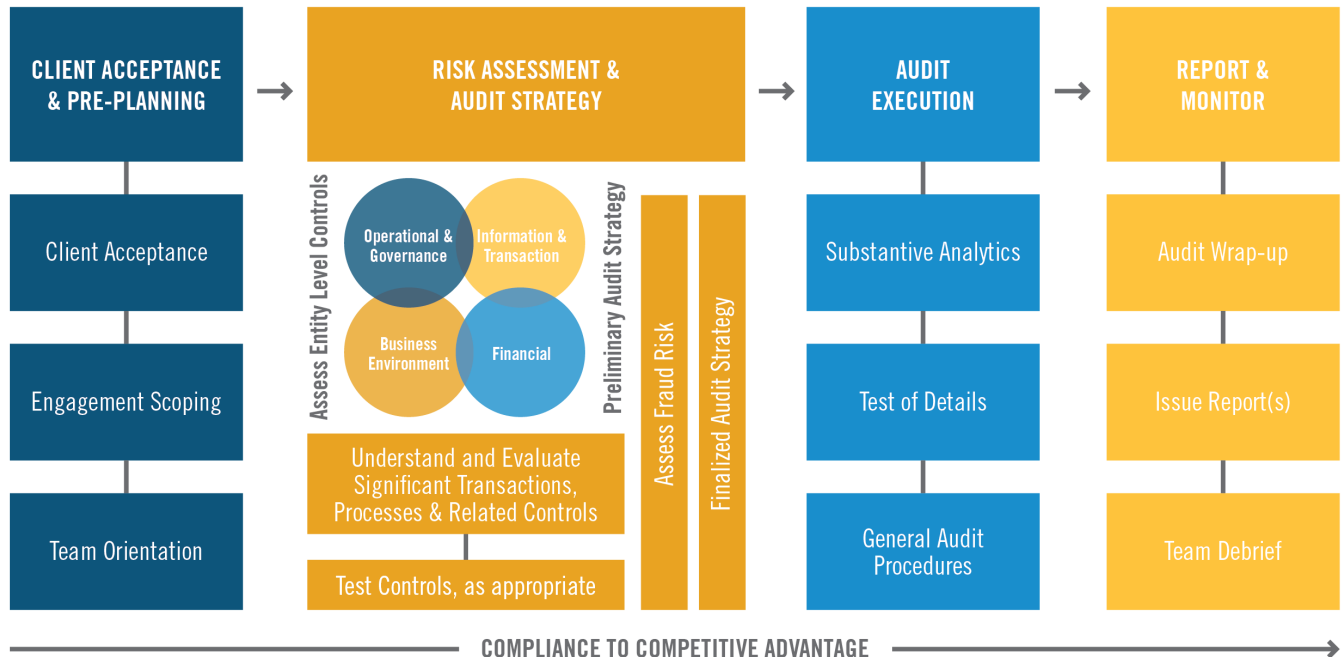 CLIENT ACCEPTANCE
& PRE-PLANNING
Client Acceptance
Engagement Scoping
Team Orientation
RISK ASSESSMENT &
AUDIT STRATEGY
Assess Entity Level Controls
Operational &
Governance
Information &
Transaction
Business
Environment
Financial
Preliminary Audit Strategy
Understand and Evaluate
Significant Transactions,
Processes & Related Controls
Test Controls, as appropriate
Assess Fraud Risk
Finalized Audit Strategy
AUDIT
EXECUTION
Substantive Analytics
Test of Details
General Audit
Procedures
REPORT &
MONITOR
Audit Wrap-up
Issue Report(s)
Team Debrief
COMPLIANCE TO COMPETITIVE ADVANTAGE